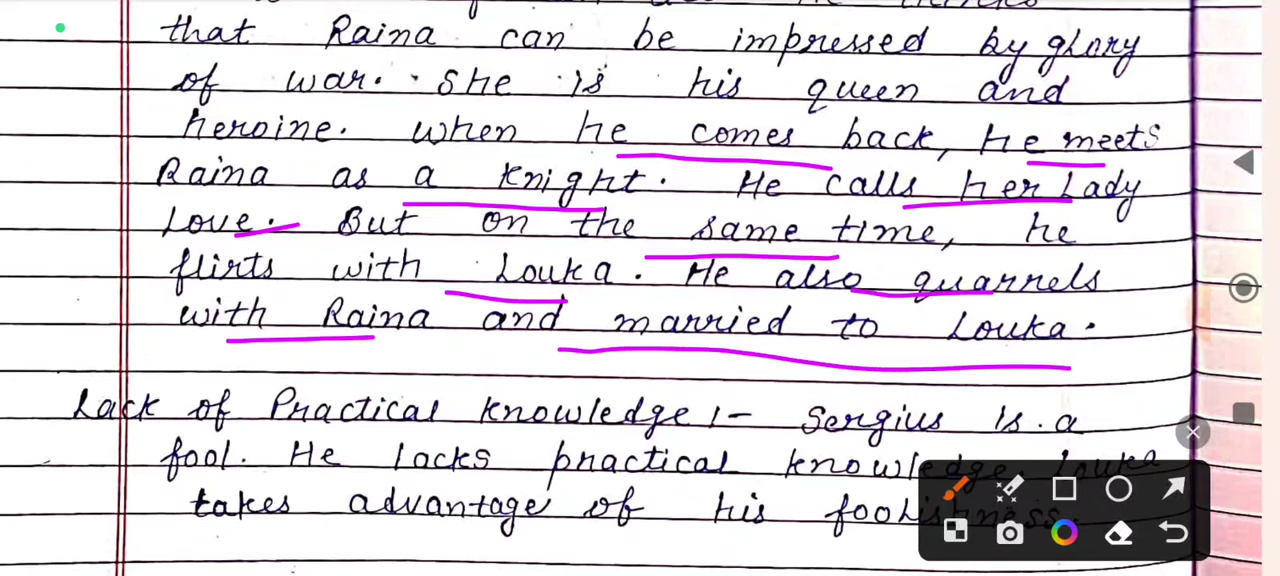 that Raina can be impressed by glory
of war. She is his queen and
heroine. When he comes back, he meets
Raina as a knight. He calls her Lady
Love. But on the same time, he
flirts with Louka. He also quarrels
with Raina and married to Louka.
Lack of Practical knowledge :- Sergius is a
fool. He lacks practical knowledge. Louka
takes advantage of his foolishness.